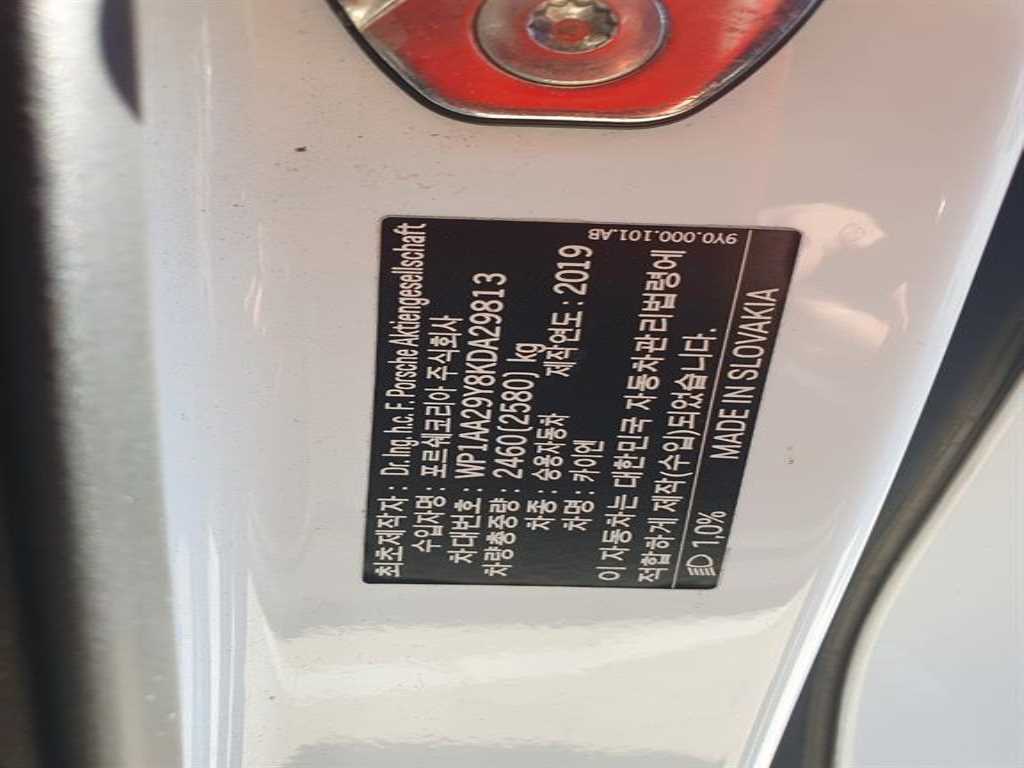 최초제작자 : Dr. Ing. h.c. F. Porsche Aktiengesellschaft
수입자명 : 포르쉐코리아 주식회사
차대번호 : WP1AA29Y8KDA29813
차량총중량 : 2460(2580) kg
차종 : 승용자동차 제작연도 : 2019
차명 : 카이엔
9Y0.000.101.AB
이 자동차는 대한민국 자동차관리법령에
적합하게 제작(수입)되었습니다.
1,0% MADE IN SLOVAKIA